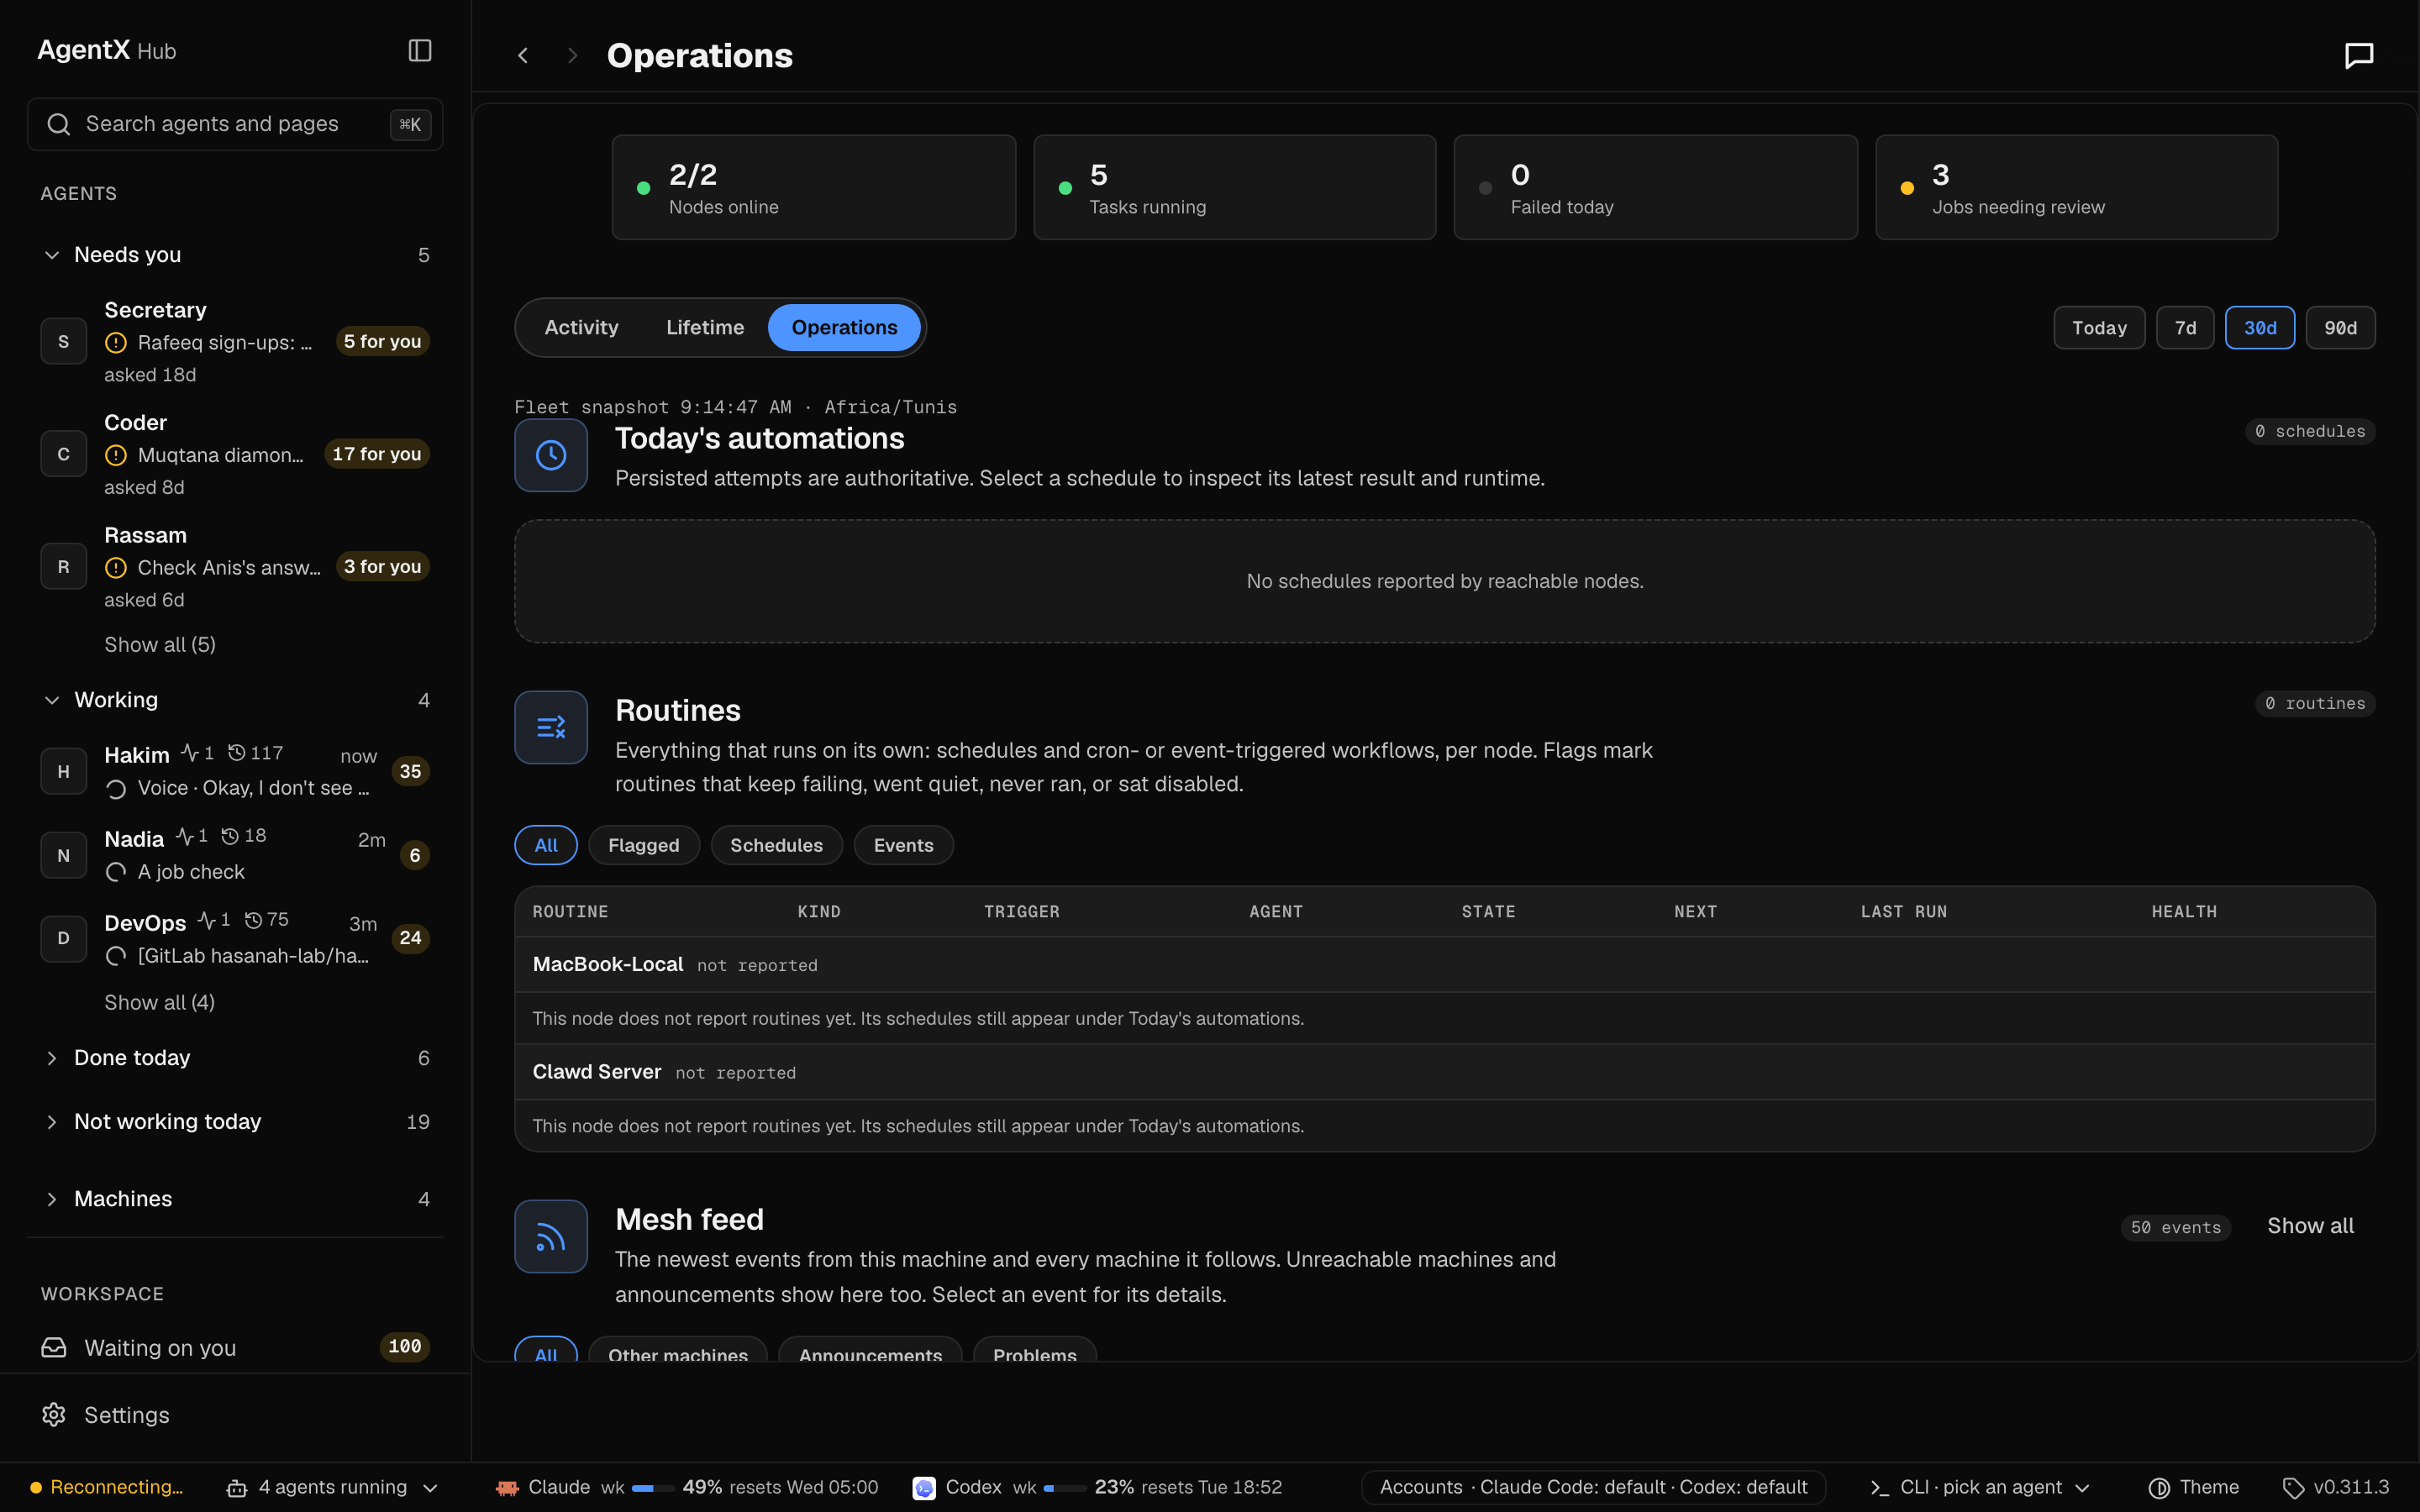 AgentX Hub
Search agents and pages ⌘K
AGENTS
Needs you 5
S
Secretary
Rafeeq sign-ups: ... 5 for you
asked 18d
C
Coder
Muqtana diamon... 17 for you
asked 8d
R
Rassam
Check Anis's answ... 3 for you
asked 6d
Show all (5)
Working 4
H
Hakim 1 117 now 35
Voice · Okay, I don't see ...
N
Nadia 1 18 2m 6
A job check
D
DevOps 1 75 3m 24
[GitLab hasanah-lab/ha...
Show all (4)
Done today 6
Not working today 19
Machines 4
WORKSPACE
Waiting on you 100
Settings
Operations
2/2
Nodes online
5
Tasks running
0
Failed today
3
Jobs needing review
Activity Lifetime Operations
Today 7d 30d 90d
Fleet snapshot 9:14:47 AM · Africa/Tunis
Today's automations 0 schedules
Persisted attempts are authoritative. Select a schedule to inspect its latest result and runtime.
No schedules reported by reachable nodes.
Routines 0 routines
Everything that runs on its own: schedules and cron- or event-triggered workflows, per node. Flags mark
routines that keep failing, went quiet, never ran, or sat disabled.
All Flagged Schedules Events
ROUTINE KIND TRIGGER AGENT STATE NEXT LAST RUN HEALTH
MacBook-Local not reported
This node does not report routines yet. Its schedules still appear under Today's automations.
Clawd Server not reported
This node does not report routines yet. Its schedules still appear under Today's automations.
Mesh feed 50 events Show all
The newest events from this machine and every machine it follows. Unreachable machines and
announcements show here too. Select an event for its details.
All Other machines Announcements Problems
Reconnecting... 4 agents running Claude wk 49% resets Wed 05:00 Codex wk 23% resets Tue 18:52 Accounts · Claude Code: default · Codex: default CLI · pick an agent Theme v0.311.3